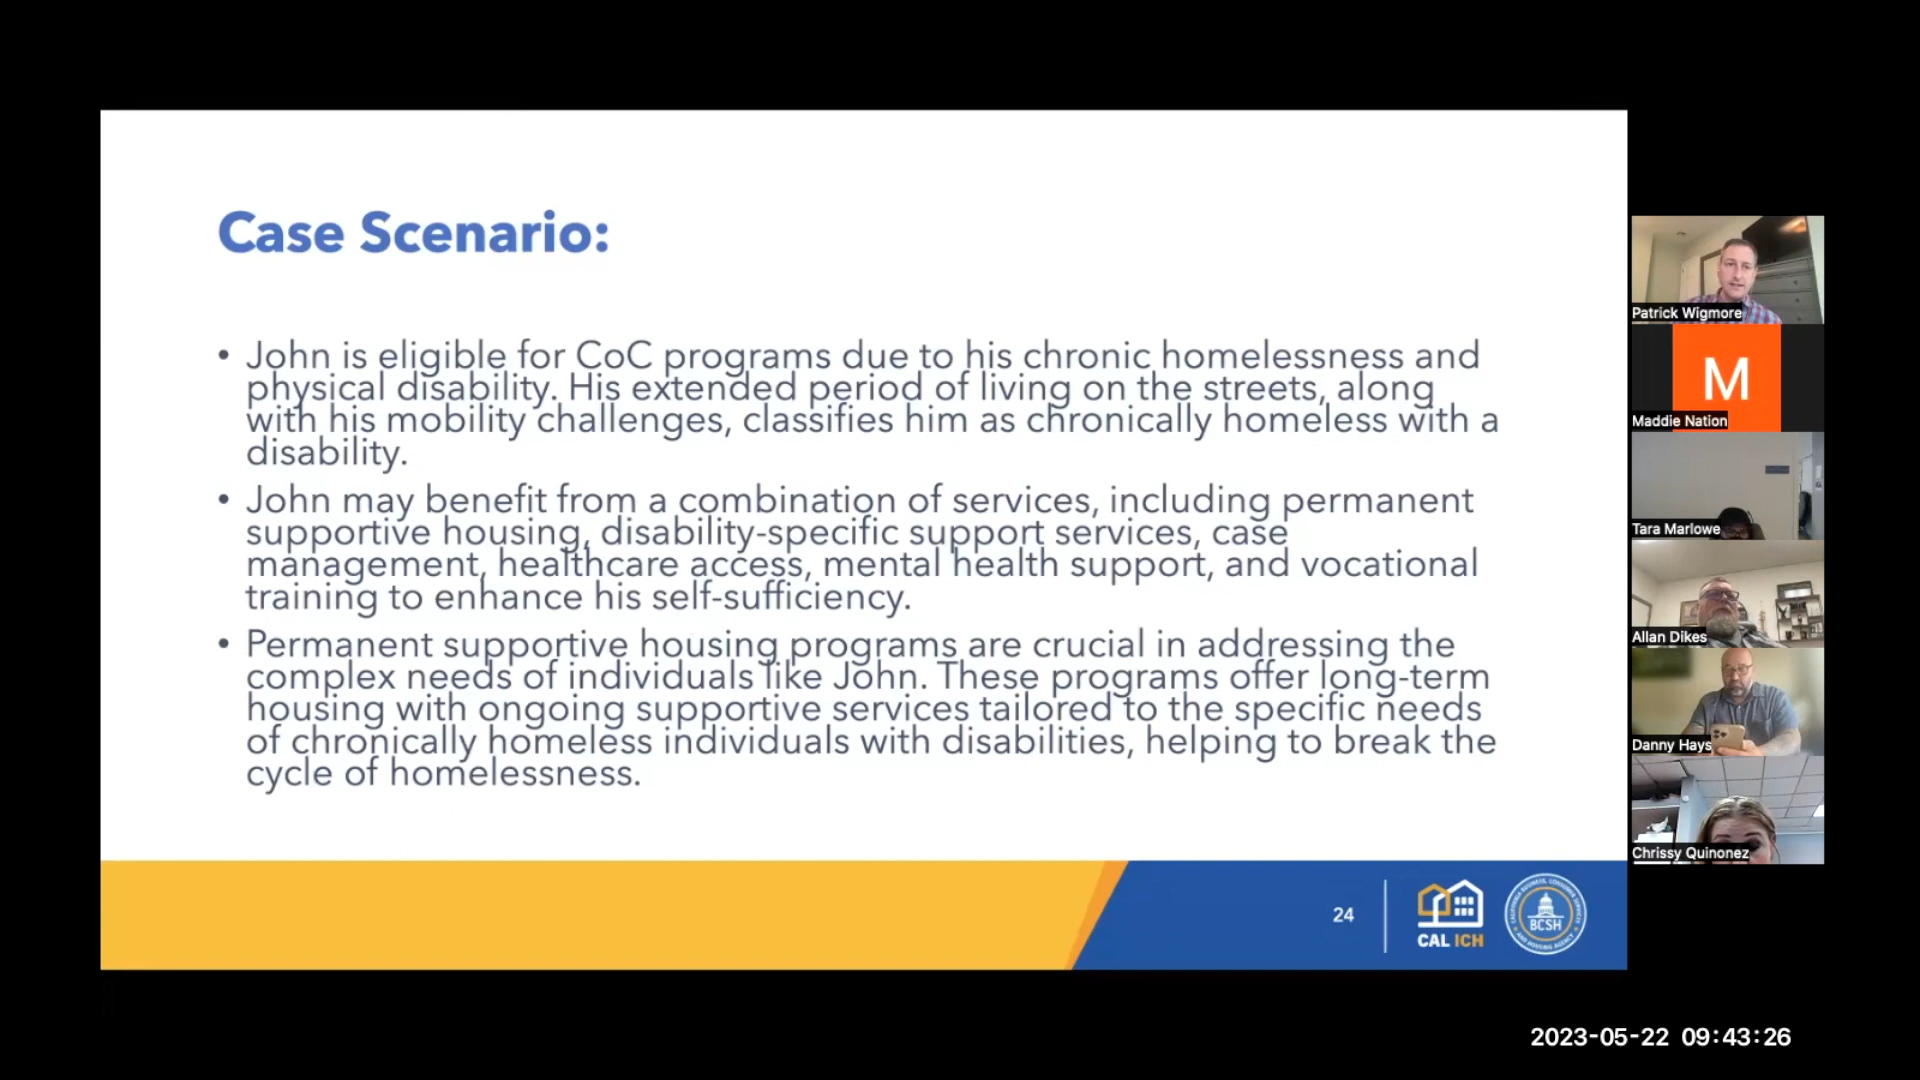 Case Scenario:
• John is eligible for CoC programs due to his chronic homelessness and
physical disability. His extended period of living on the streets, along
with his mobility challenges, classifies him as chronically homeless with a
disability.
• John may benefit from a combination of services, including permanent
supportive housing, disability-specific support services, case
management, healthcare access, mental health support, and vocational
training to enhance his self-sufficiency.
• Permanent supportive housing programs are crucial in addressing the
complex needs of individuals like John. These programs offer long-term
housing with ongoing supportive services tailored to the specific needs
of chronically homeless individuals with disabilities, helping to break the
cycle of homelessness.
24
CAL ICH
BCSH
Patrick Wigmore
M
Maddie Nation
Tara Marlowe
Allan Dikes
Danny Hays
Chrissy Quinonez
2023-05-22 09:43:26